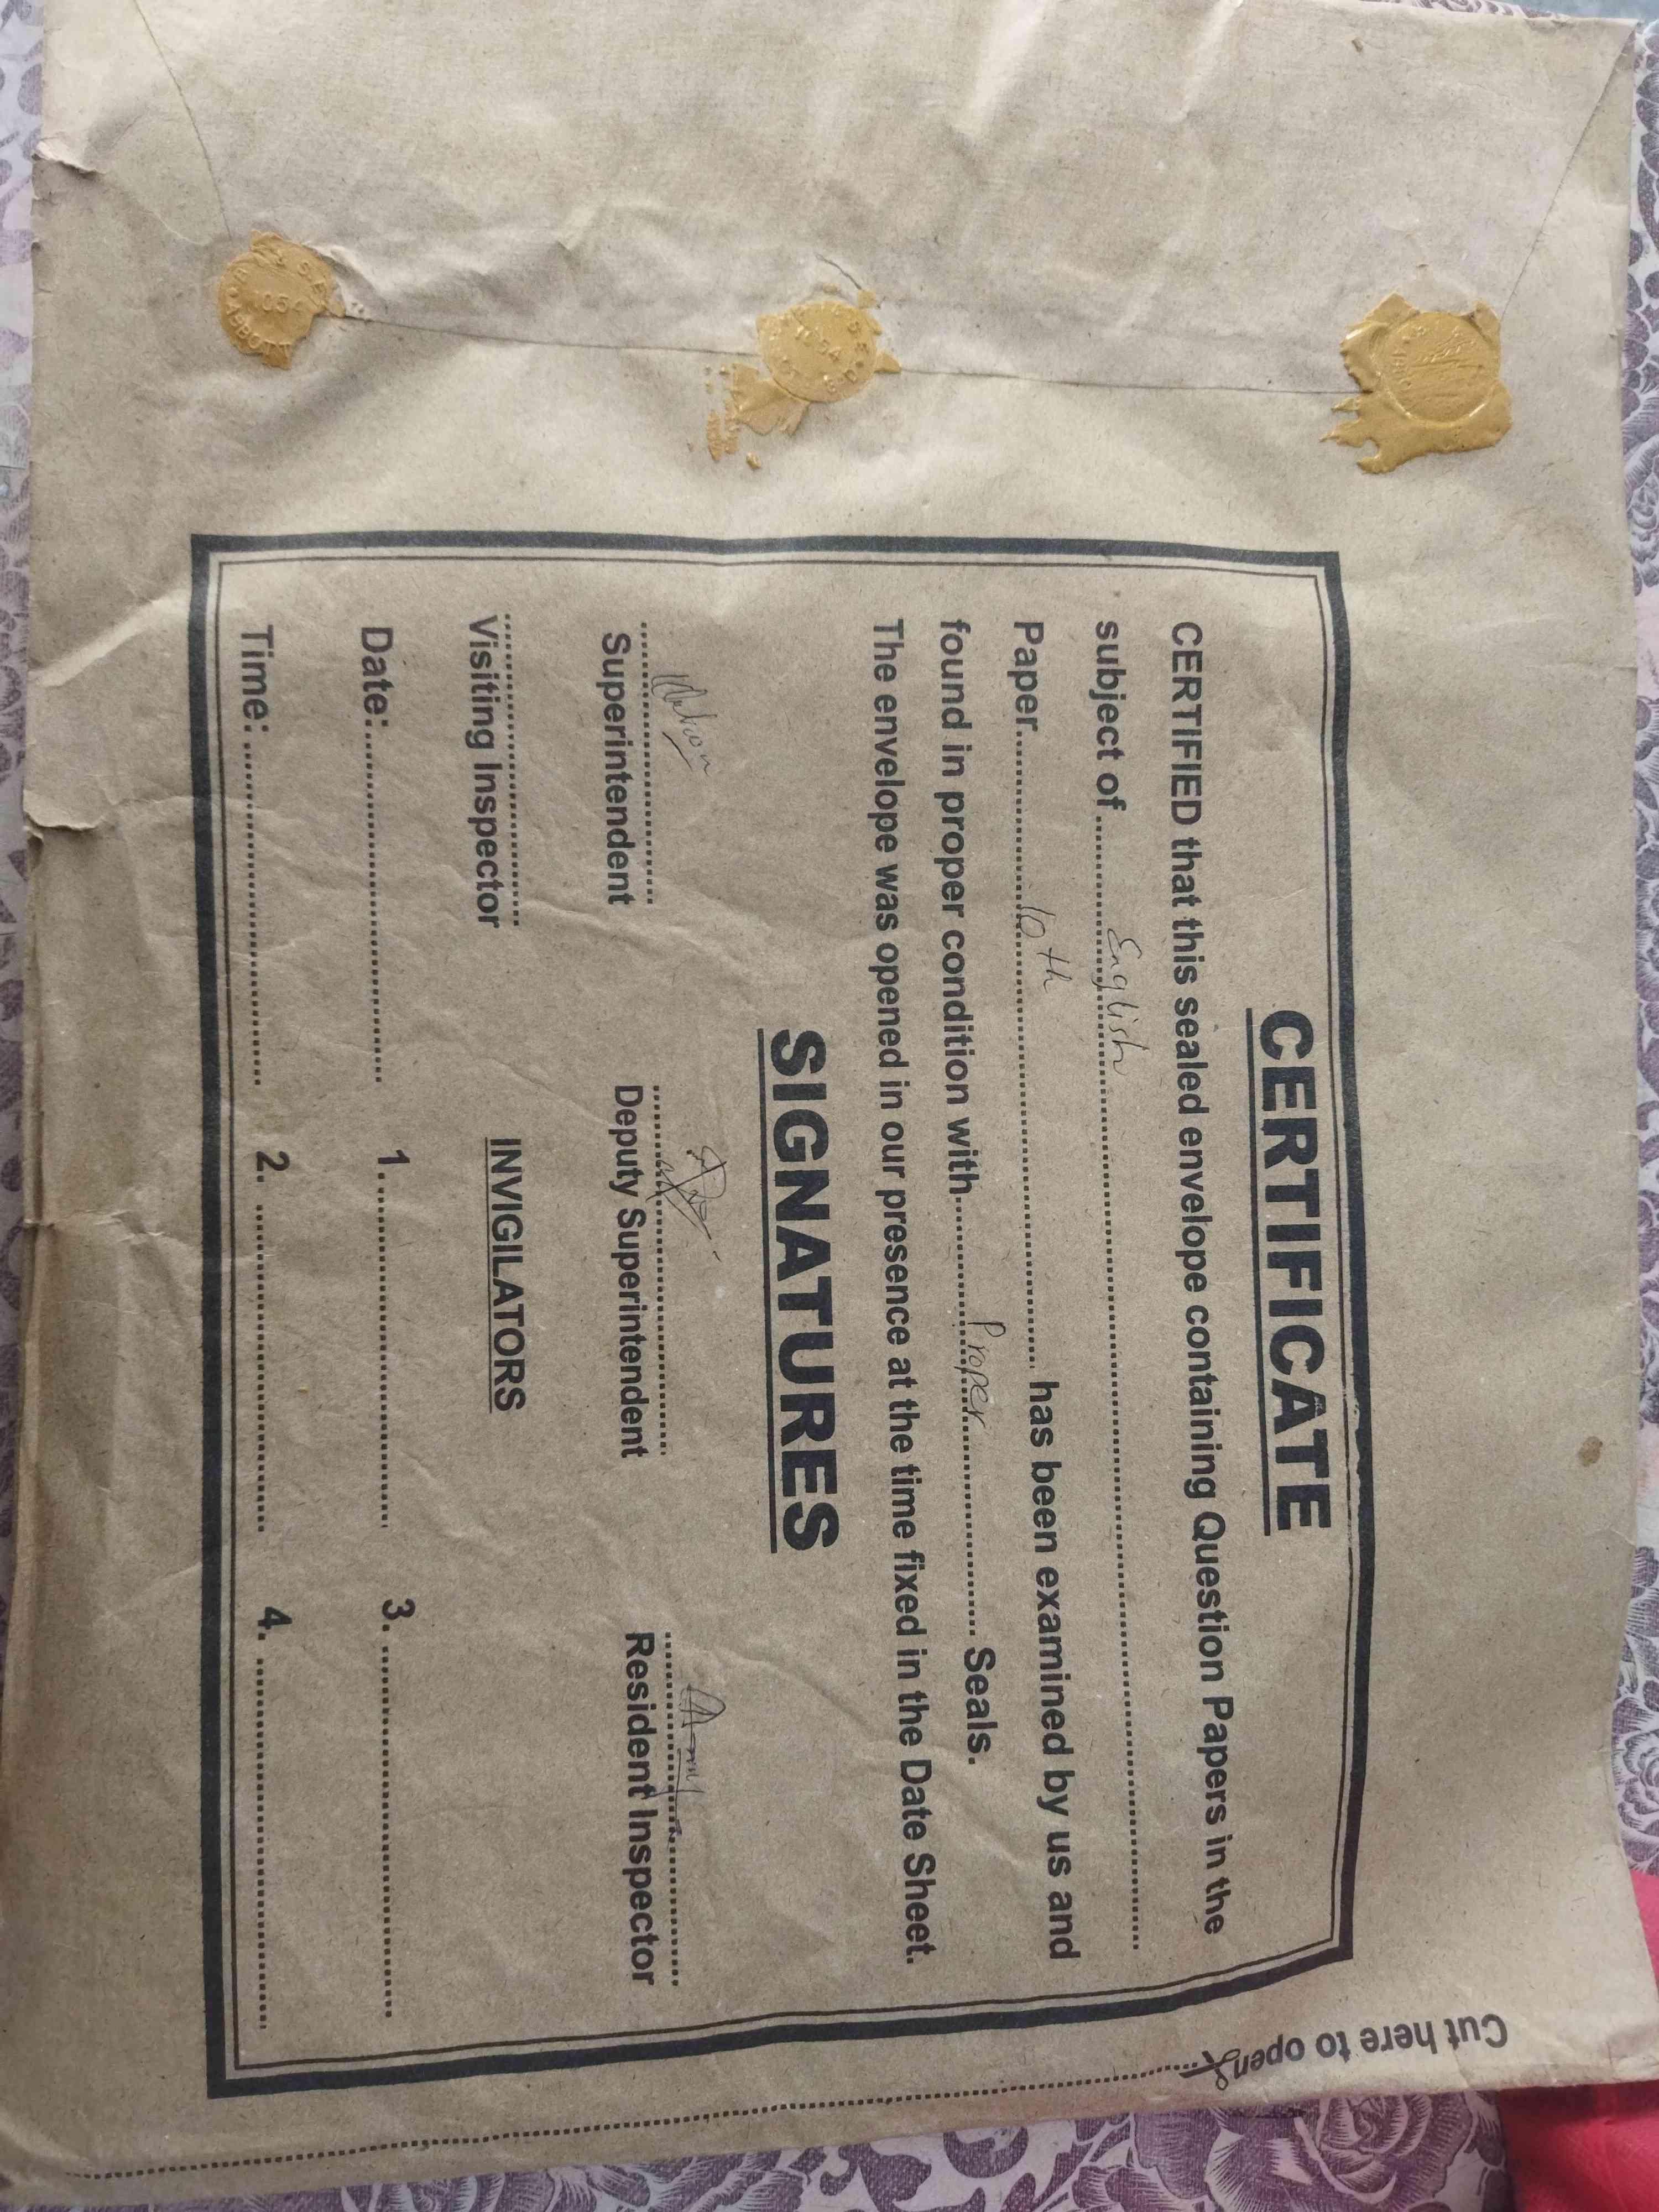 CERTIFICATE
CERTIFIED that this sealed envelope containing Question Papers in the
subject of ........ English ........
Paper........ 10th ........ has been examined by us and
found in proper condition with........ Proper ........ Seals.
The envelope was opened in our presence at the time fixed in the Date Sheet.
SIGNATURES
Superintendent Deputy Superintendent Resident Inspector
Visiting Inspector INVIGILATORS
Date:........ 1. ........ 3. ........
Time: ........ 2. ........ 4. ........
Cut here to open